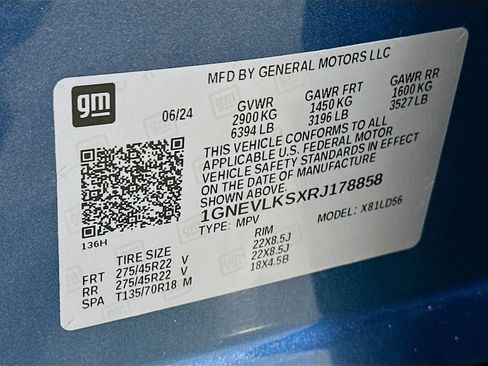 MFD BY GENERAL MOTORS LLC
gm
06/24
GVWR GAWR FRT GAWR RR
2900 KG 1450 KG 1600 KG
6394 LB 3196 LB 3527 LB
THIS VEHICLE CONFORMS TO ALL
APPLICABLE U.S. FEDERAL MOTOR
VEHICLE SAFETY STANDARDS IN EFFECT
ON THE DATE OF MANUFACTURE
SHOWN ABOVE.
1GNEVLKSXRJ178858
TYPE: MPV MODEL: X81LD56
136H
TIRE SIZE RIM
FRT 275/45R22 V 22X8.5J
RR 275/45R22 V 22X8.5J
SPA T135/70R18 M 18X4.5B